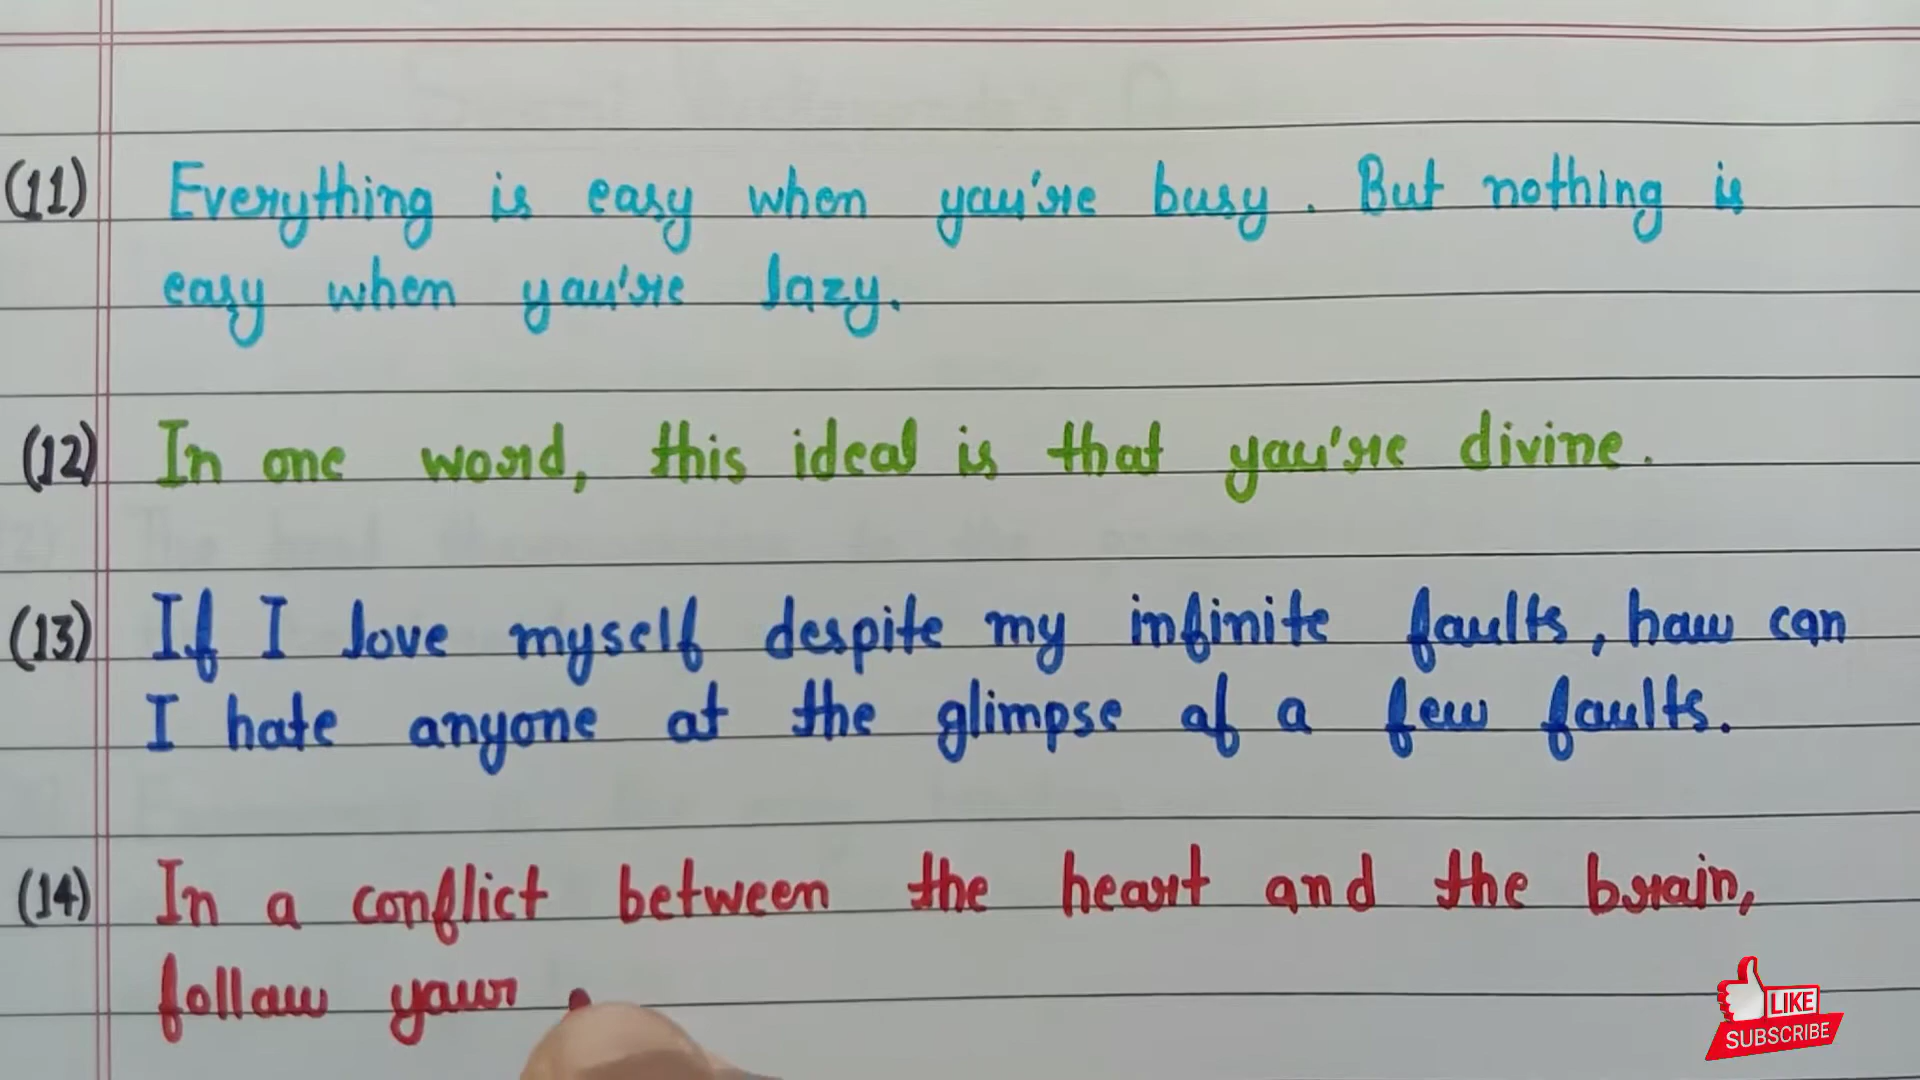 (11) Everything is easy when you're busy. But nothing is
easy when you're lazy.
(12) In one word, this ideal is that you're divine.
(13) If I love myself despite my infinite faults, how can
I hate anyone at the glimpse of a few faults.
(14) In a conflict between the heart and the brain,
follow your
LIKE
SUBSCRIBE